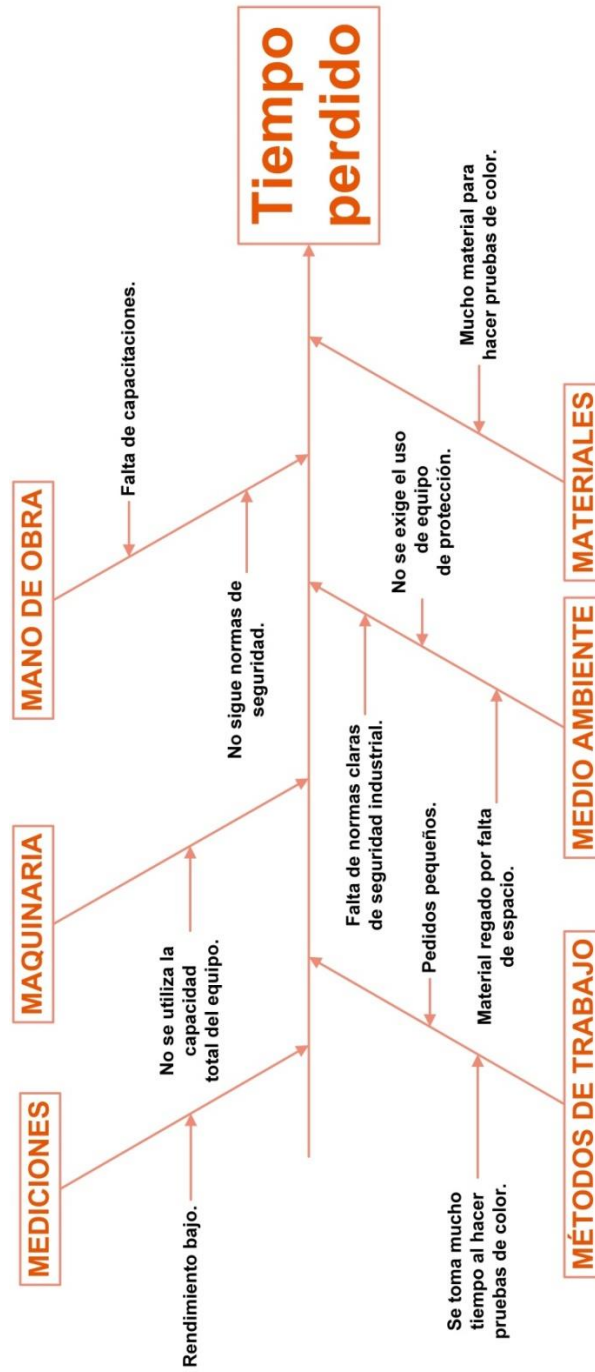 MEDICIONES
MAQUINARIA
MANO DE OBRA
Rendimiento bajo.
No se utiliza la
capacidad
total del equipo.
No sigue normas de
seguridad.
Falta de capacitaciones.
Tiempo
perdido
Se toma mucho
tiempo al hacer
pruebas de color.
Pedidos pequeños.
Falta de normas claras
de seguridad industrial.
Material regado por falta
de espacio.
No se exige el uso
de equipo
de protección.
Mucho material para
hacer pruebas de color.
MÉTODOS DE TRABAJO
MEDIO AMBIENTE
MATERIALES